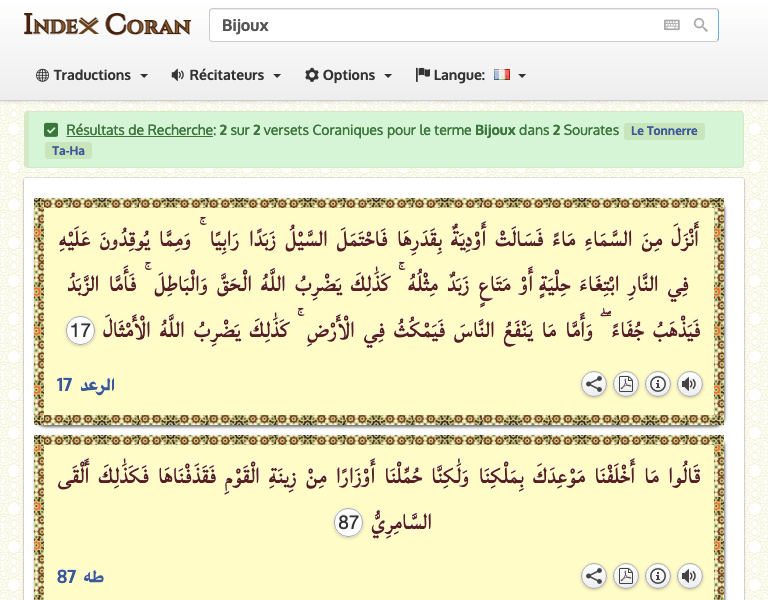 INDEX CORAN
Bijoux
Traductions
Récitateurs
Options
Langue:
Résultats de Recherche: 2 sur 2 versets Coraniques pour le terme Bijoux dans 2 Sourates Le Tonnerre
Ta-Ha
أَنْزَلَ مِنَ السَّمَاءِ مَاءً فَسَالَتْ أَوْدِيَةٌ بِقَدَرِهَا فَاحْتَمَلَ السَّيْلُ زَبَدًا رَابِيًا ۚ وَمِمَّا يُوقِدُونَ عَلَيْهِ
فِي النَّارِ ابْتِغَاءَ حِلْيَةٍ أَوْ مَتَاعٍ زَبَدٌ مِثْلُهُ ۚ كَذَٰلِكَ يَضْرِبُ اللَّهُ الْحَقَّ وَالْبَاطِلَ ۚ فَأَمَّا الزَّبَدُ
فَيَذْهَبُ جُفَاءً ۖ وَأَمَّا مَا يَنْفَعُ النَّاسَ فَيَمْكُثُ فِي الْأَرْضِ ۚ كَذَٰلِكَ يَضْرِبُ اللَّهُ الْأَمْثَالَ 17
الرعد 17
قَالُوا مَا أَخْلَفْنَا مَوْعِدَكَ بِمَلْكِنَا وَلَٰكِنَّا حُمِّلْنَا أَوْزَارًا مِنْ زِينَةِ الْقَوْمِ فَقَذَفْنَاهَا فَكَذَٰلِكَ أَلْقَى
السَّامِرِيُّ 87
طه 87